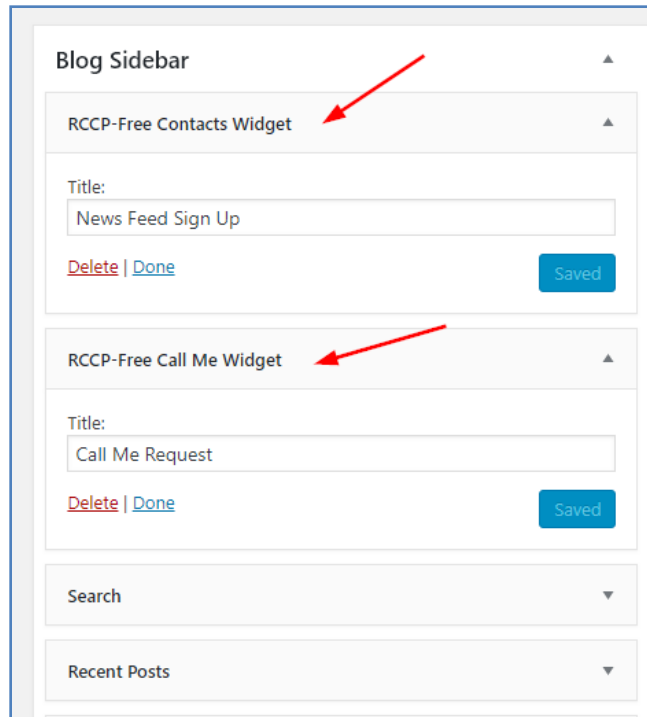 Blog Sidebar
RCCP-Free Contacts Widget
Title:
News Feed Sign Up
Delete | Done
Saved
RCCP-Free Call Me Widget
Title:
Call Me Request
Delete | Done
Saved
Search
Recent Posts